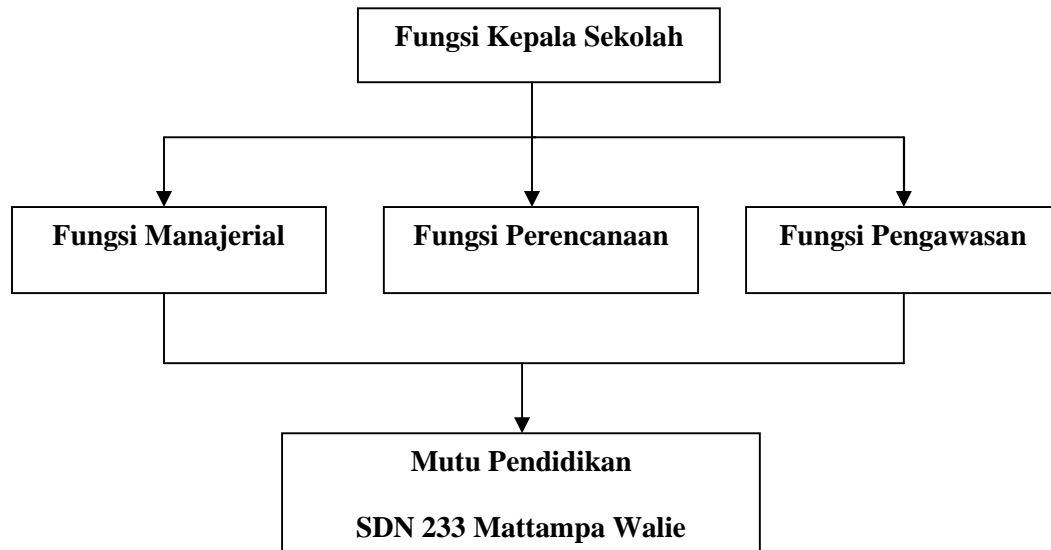 Fungsi Kepala Sekolah
Fungsi Manajerial
Fungsi Perencanaan
Fungsi Pengawasan
Mutu Pendidikan
SDN 233 Mattampa Walie